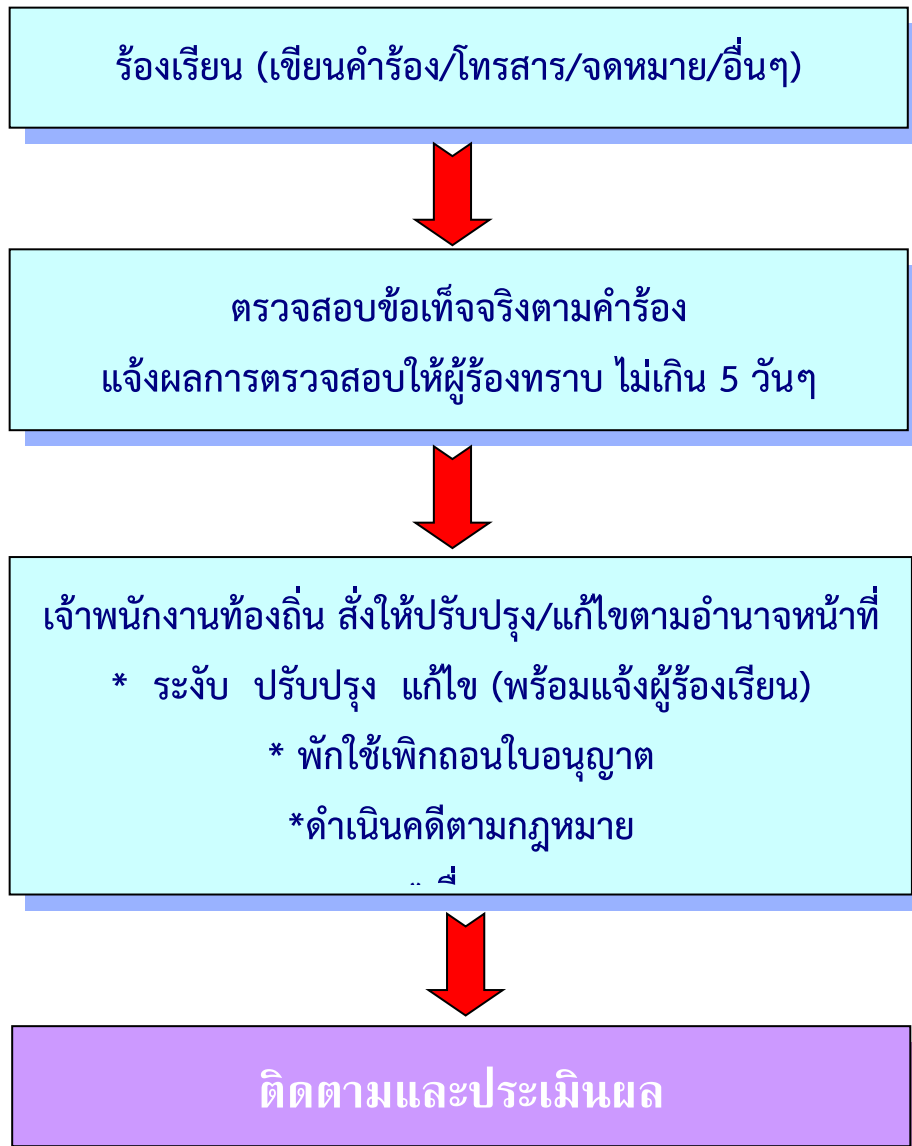 ร้องเรียน (เขียนคำร้อง/โทรสาร/จดหมาย/อื่นๆ)
ตรวจสอบข้อเท็จจริงตามคำร้อง
แจ้งผลการตรวจสอบให้ผู้ร้องทราบ ไม่เกิน 5 วันๆ
เจ้าพนักงานท้องถิ่น สั่งให้ปรับปรุง/แก้ไขตามอำนาจหน้าที่
* ระงับ ปรับปรุง แก้ไข (พร้อมแจ้งผู้ร้องเรียน)
* พักใช้เพิกถอนใบอนุญาต
*ดำเนินคดีตามกฎหมาย
ติดตามและประเมินผล